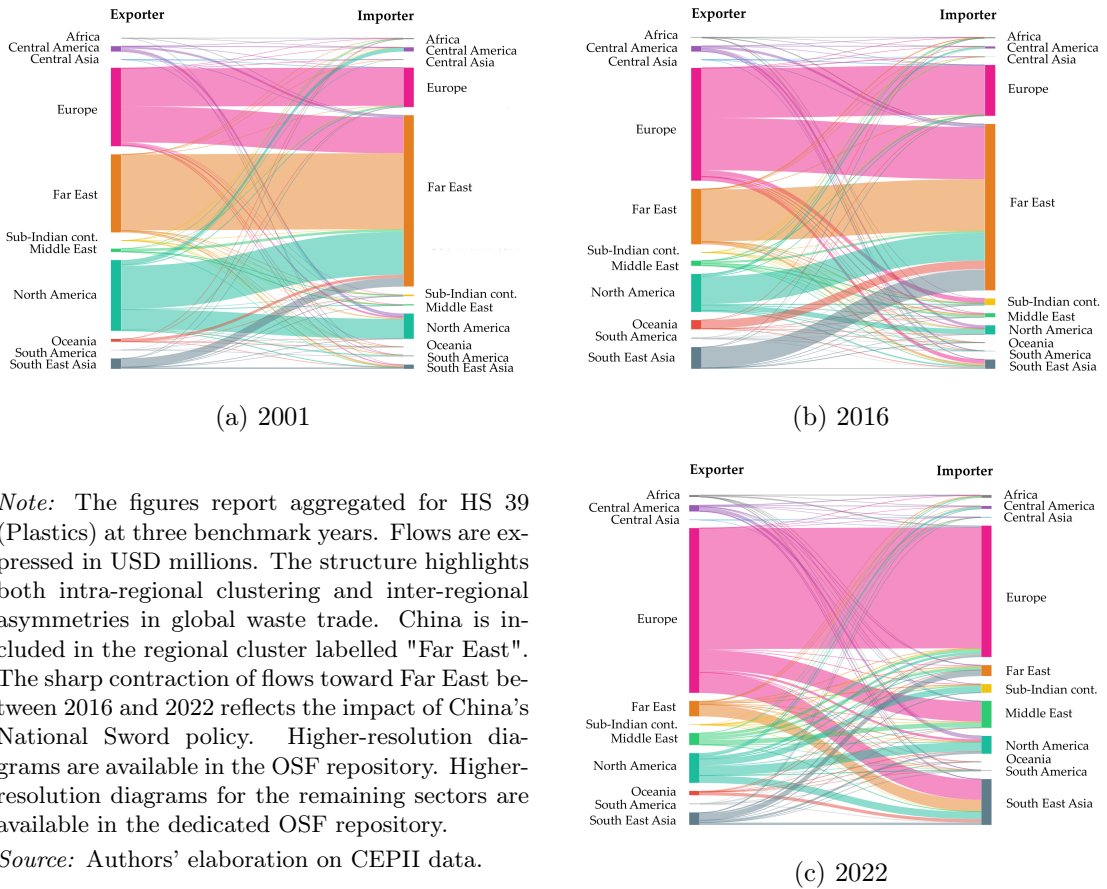 Exporter
Importer
Africa
Central America
Central Asia
Europe
Far East
Sub-Indian cont.
Middle East
North America
Oceania
South America
South East Asia
Africa
Central America
Central Asia
Europe
Far East
Sub-Indian cont.
Middle East
North America
Oceania
South America
South East Asia
(a) 2001
Exporter
Importer
Africa
Central America
Central Asia
Europe
Far East
Sub-Indian cont.
Middle East
North America
Oceania
South America
South East Asia
Africa
Central America
Central Asia
Europe
Far East
Sub-Indian cont.
Middle East
North America
Oceania
South America
South East Asia
(b) 2016
Note: The figures report aggregated for HS 39
(Plastics) at three benchmark years. Flows are ex-
pressed in USD millions. The structure highlights
both intra-regional clustering and inter-regional
asymmetries in global waste trade. China is in-
cluded in the regional cluster labelled "Far East".
The sharp contraction of flows toward Far East be-
tween 2016 and 2022 reflects the impact of China's
National Sword policy. Higher-resolution dia-
grams are available in the OSF repository. Higher-
resolution diagrams for the remaining sectors are
available in the dedicated OSF repository.
Source: Authors' elaboration on CEPII data.
Exporter
Importer
Africa
Central America
Central Asia
Europe
Far East
Sub-Indian cont.
Middle East
North America
Oceania
South America
South East Asia
Africa
Central America
Central Asia
Europe
Far East
Sub-Indian cont.
Middle East
North America
Oceania
South America
South East Asia
(c) 2022